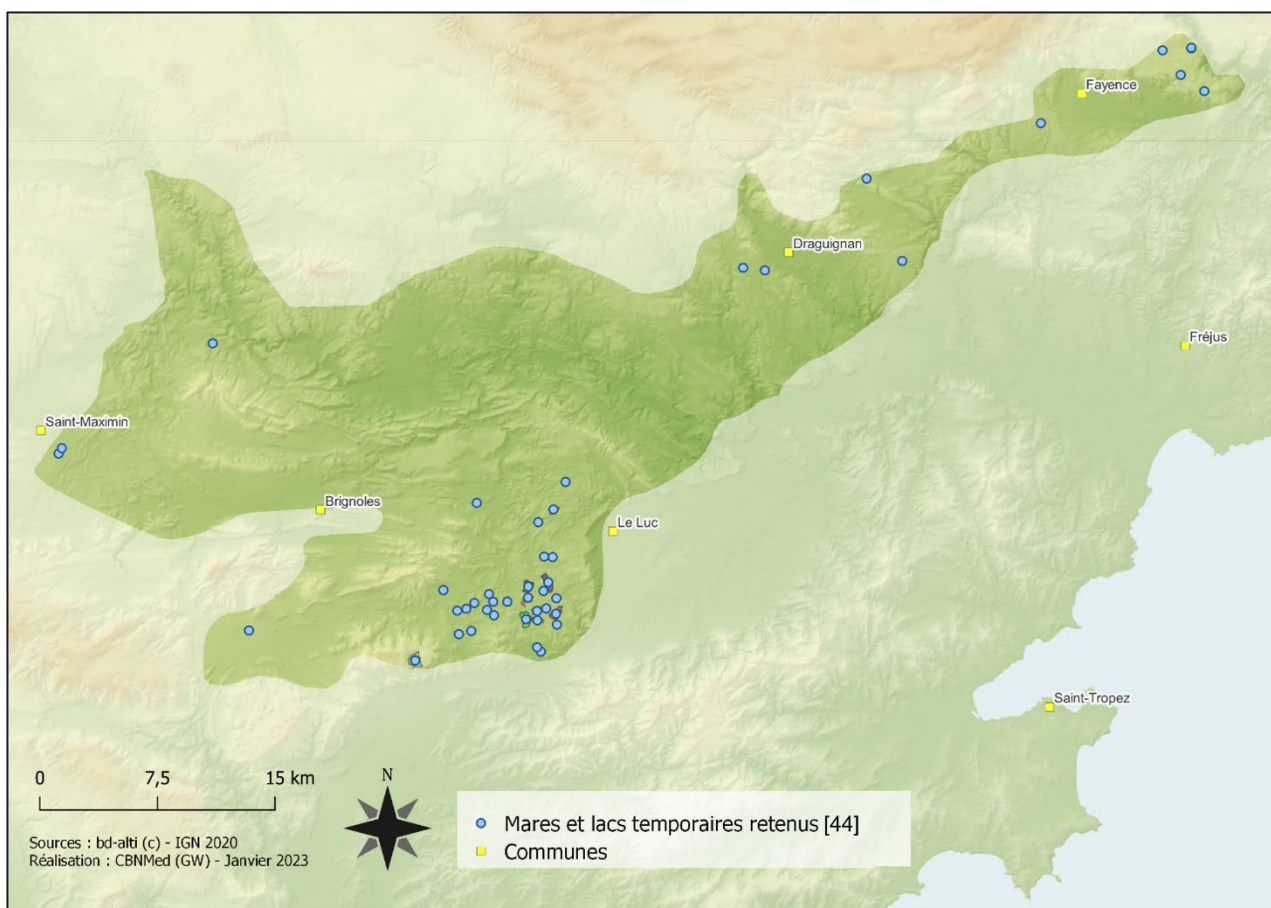 Fayence
Draguignan
Fréjus
Saint-Maximin
Brignoles
Le Luc
Saint-Tropez
0 7,5 15 km
N
Sources : bd-alti (c) - IGN 2020
Réalisation : CBNMed (GW) - Janvier 2023
Mares et lacs temporaires retenus [44]
Communes